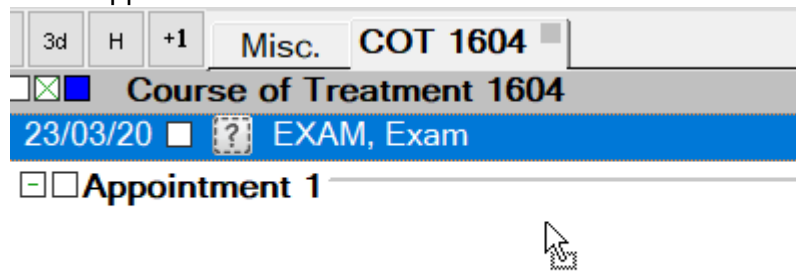 3d H +1 Misc. COT 1604
Course of Treatment 1604
23/03/20 ? EXAM, Exam
Appointment 1